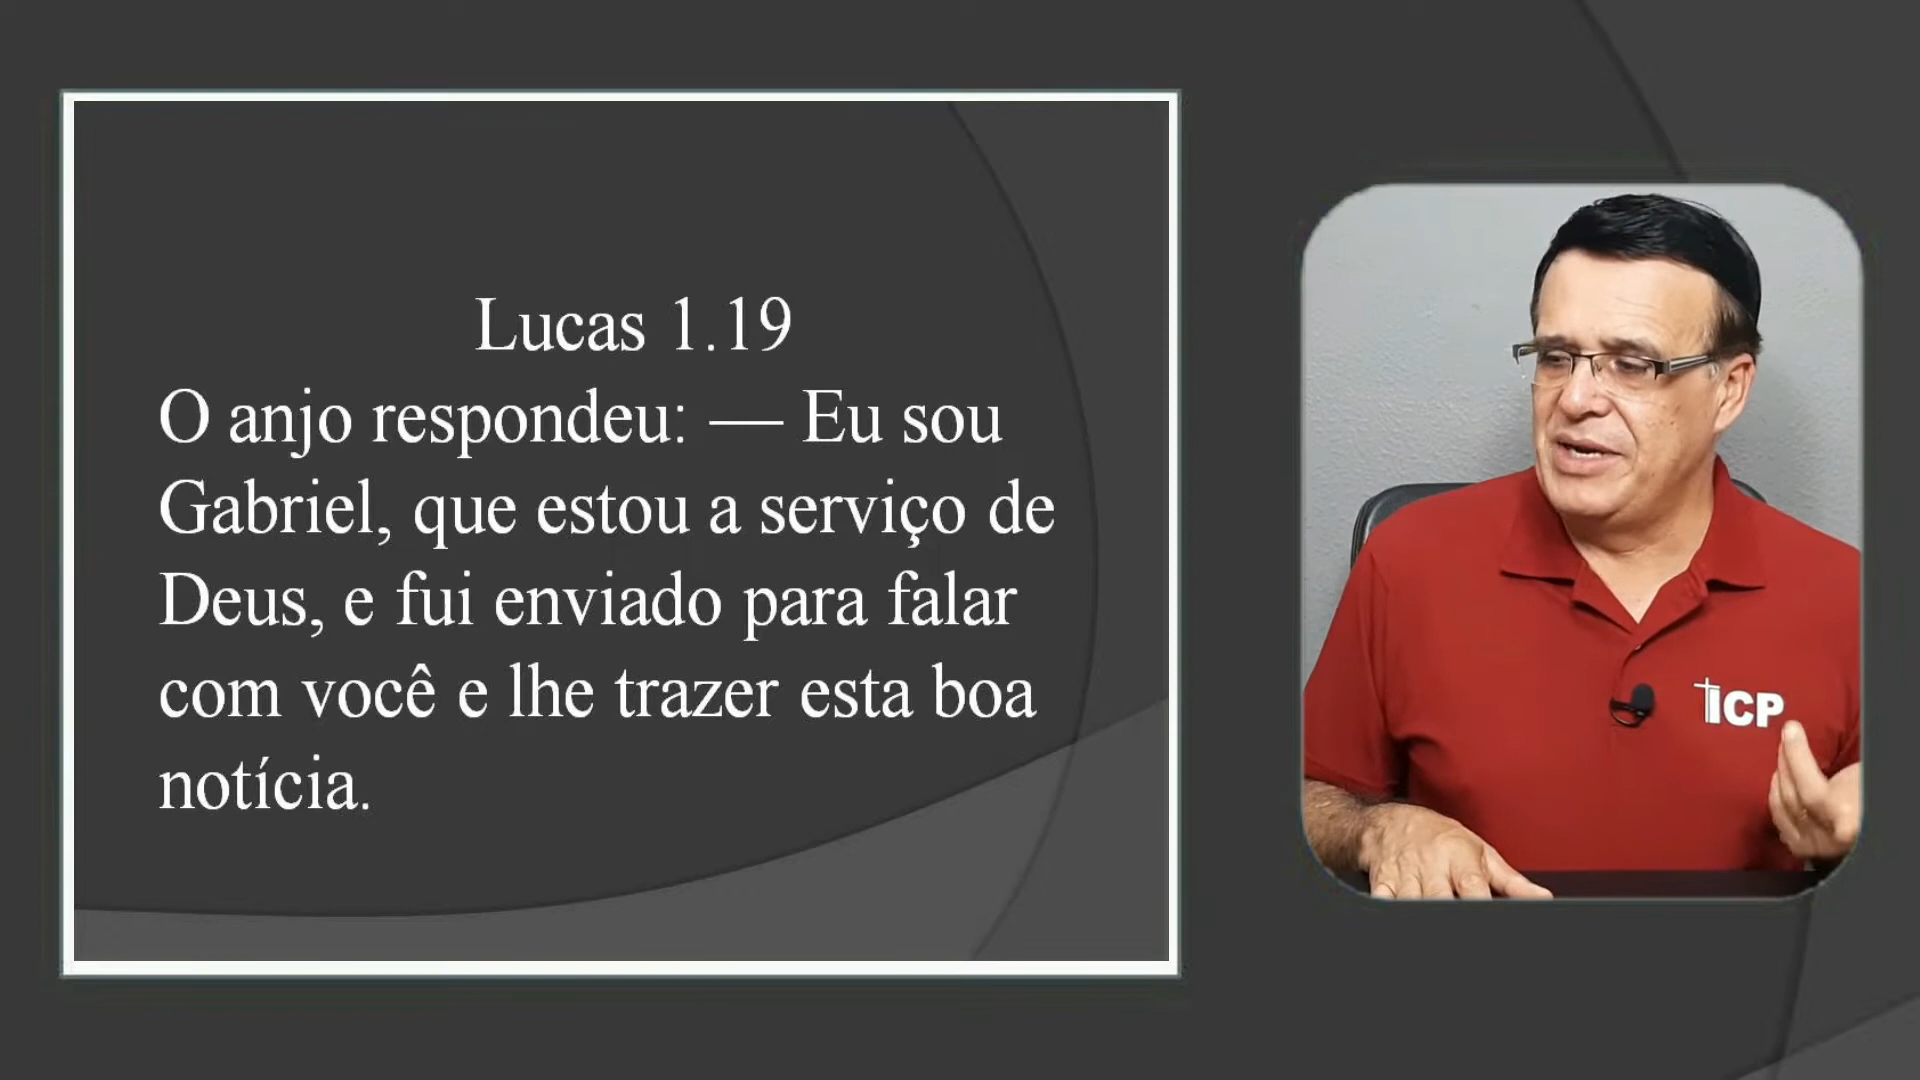 Lucas 1.19
O anjo respondeu: — Eu sou
Gabriel, que estou a serviço de
Deus, e fui enviado para falar
com você e lhe trazer esta boa
notícia.
ICP